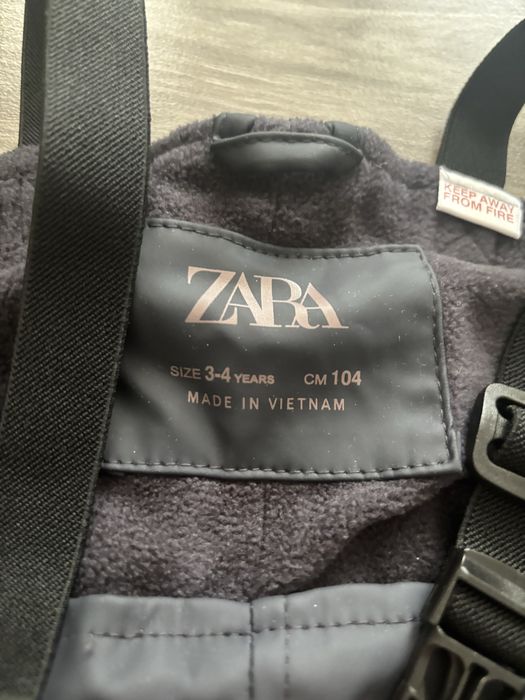 KEEP AWAY
FROM FIRE
ZARA
SIZE 3-4 YEARS CM 104
MADE IN VIETNAM